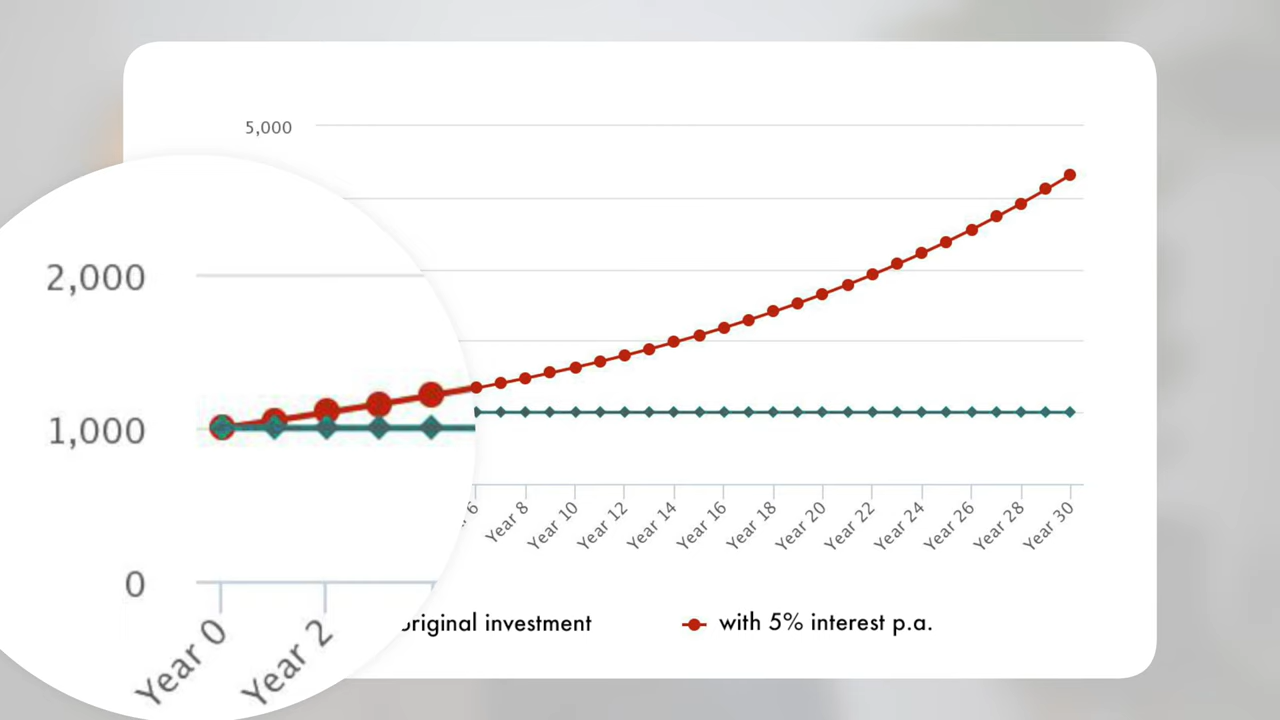 5,000
2,000
1,000
0
Year 0
Year 2
6
Year 8
Year 10
Year 12
Year 14
Year 16
Year 18
Year 20
Year 22
Year 24
Year 26
Year 28
Year 30
original investment
with 5% interest p.a.